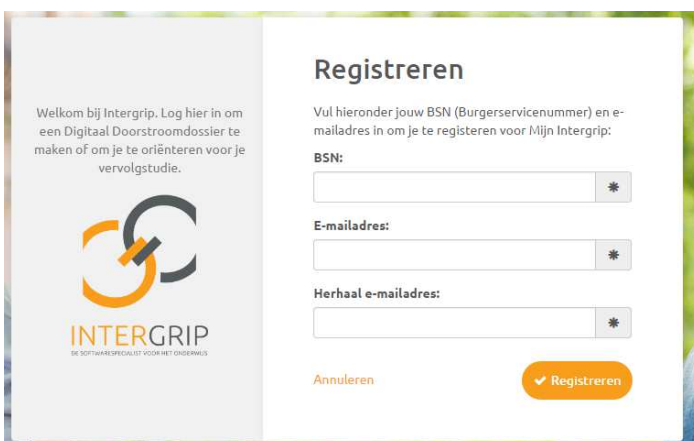 Welkom bij Intergrip. Log hier in om
een Digitaal Doorstroomdossier te
maken of om je te oriënteren voor je
vervolgstudie.
INTERGRIP
DE SOFTWARESPECIALIST VOOR HET ONDERWIJS
Registreren
Vul hieronder jouw BSN (Burgerservicenummer) en e-
mailadres in om je te registeren voor Mijn Intergrip:
BSN:
E-mailadres:
Herhaal e-mailadres:
Annuleren
Registreren